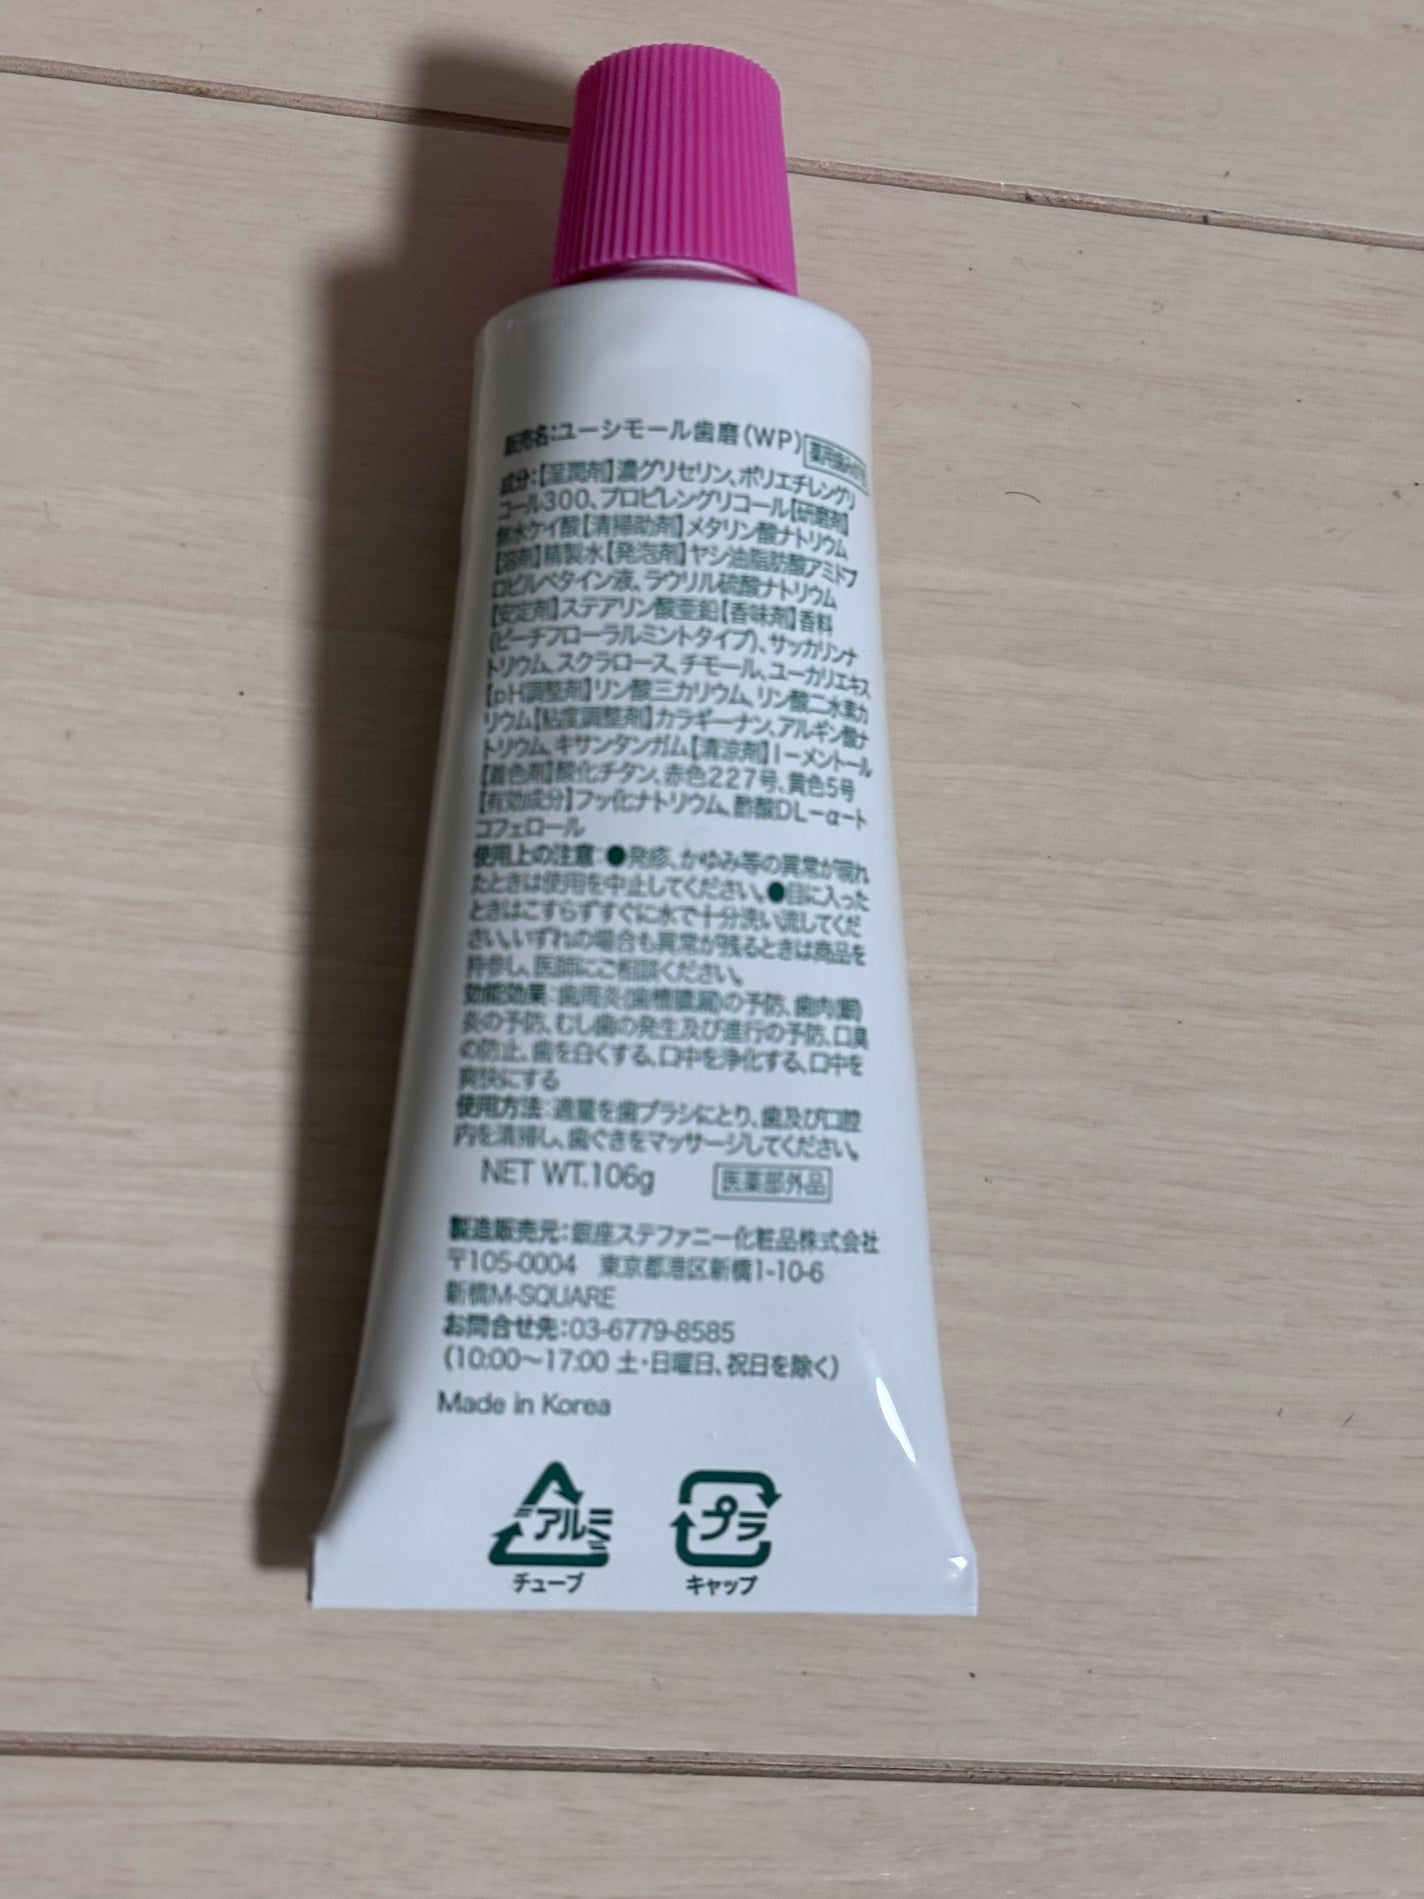 販売名:ユーシモール歯磨(WP) 薬用歯みがき
成分:【湿潤剤】濃グリセリン、ポリエチレングリ
コール300、プロピレングリコール【研磨剤】
無水ケイ酸【清掃助剤】メタリン酸ナトリウム
【溶剤】精製水【発泡剤】ヤシ油脂肪酸アミドプ
ロピルベタイン液、ラウリル硫酸ナトリウム
【安定剤】ステアリン酸亜鉛【香味剤】香料
(ピーチフローラルミントタイプ)、サッカリンナ
トリウム、スクラロース、チモール、ユーカリエキス
【pH調整剤】リン酸三カリウム、リン酸二水素カ
リウム【粘度調整剤】カラギーナン、アルギン酸ナ
トリウム、キサンタンガム【清涼剤】l-メントール
【着色剤】酸化チタン、赤色227号、黄色5号
【有効成分】フッ化ナトリウム、酢酸DL-α-ト
コフェロール
使用上の注意:●発疹、かゆみ等の異常が現れ
たときは使用を中止してください。●目に入った
ときはこすらずすぐに水で十分洗い流してくだ
さい。いずれの場合も異常が残るときは商品を
持参し、医師にご相談ください。
効能効果:歯周炎(歯槽膿漏)の予防、歯肉(齦)
炎の予防、むし歯の発生及び進行の予防、口臭
の防止、歯を白くする、口中を浄化する、口中を
爽快にする
使用方法:適量を歯ブラシにとり、歯及び口腔
内を清掃し、歯ぐきをマッサージしてください。
NET WT.106g 医薬部外品
製造販売元:銀座ステファニー化粧品株式会社
〒105-0004 東京都港区新橋1-10-6
新橋M-SQUARE
お問合せ先:03-6779-8585
(10:00〜17:00 土・日曜日、祝日を除く)
Made in Korea
アルミ プラ
チューブ キャップ